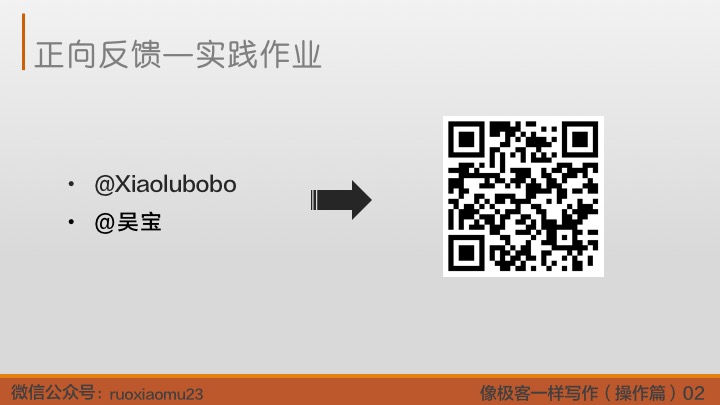 正向反馈—实践作业
• @Xiaolubobo
• @吴宝
微信公众号：ruoxiaomu23
像极客一样写作（操作篇）02